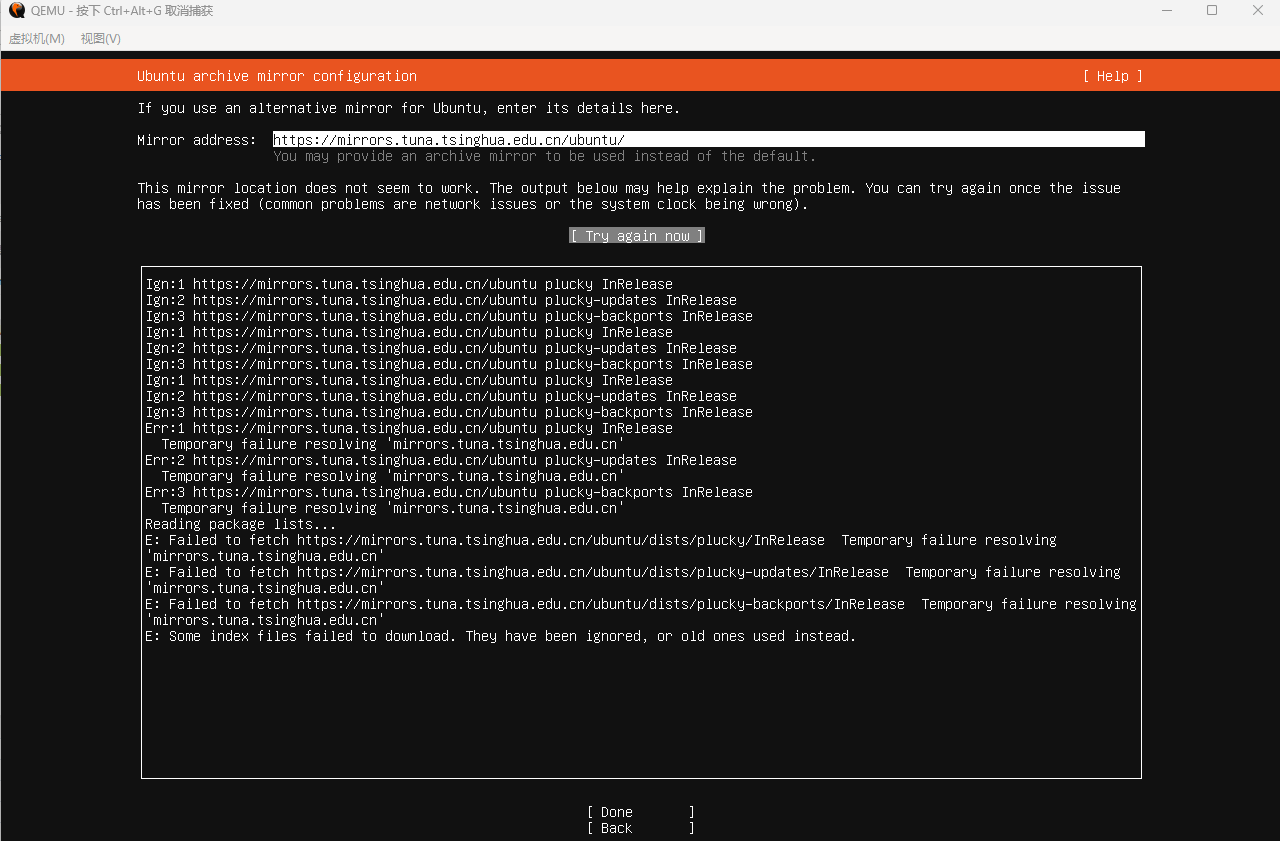 QEMU - 按下 Ctrl+Alt+G 取消捕获
虚拟机(M) 视图(V)
Ubuntu archive mirror configuration [ Help ]
If you use an alternative mirror for Ubuntu, enter its details here.
Mirror address: https://mirrors.tuna.tsinghua.edu.cn/ubuntu/
You may provide an archive mirror to be used instead of the default.
This mirror location does not seem to work. The output below may help explain the problem. You can try again once the issue
has been fixed (common problems are network issues or the system clock being wrong).
[ Try again now ]
Ign:1 https://mirrors.tuna.tsinghua.edu.cn/ubuntu plucky InRelease
Ign:2 https://mirrors.tuna.tsinghua.edu.cn/ubuntu plucky-updates InRelease
Ign:3 https://mirrors.tuna.tsinghua.edu.cn/ubuntu plucky-backports InRelease
Ign:1 https://mirrors.tuna.tsinghua.edu.cn/ubuntu plucky InRelease
Ign:2 https://mirrors.tuna.tsinghua.edu.cn/ubuntu plucky-updates InRelease
Ign:3 https://mirrors.tuna.tsinghua.edu.cn/ubuntu plucky-backports InRelease
Ign:1 https://mirrors.tuna.tsinghua.edu.cn/ubuntu plucky InRelease
Ign:2 https://mirrors.tuna.tsinghua.edu.cn/ubuntu plucky-updates InRelease
Ign:3 https://mirrors.tuna.tsinghua.edu.cn/ubuntu plucky-backports InRelease
Err:1 https://mirrors.tuna.tsinghua.edu.cn/ubuntu plucky InRelease
Temporary failure resolving 'mirrors.tuna.tsinghua.edu.cn'
Err:2 https://mirrors.tuna.tsinghua.edu.cn/ubuntu plucky-updates InRelease
Temporary failure resolving 'mirrors.tuna.tsinghua.edu.cn'
Err:3 https://mirrors.tuna.tsinghua.edu.cn/ubuntu plucky-backports InRelease
Temporary failure resolving 'mirrors.tuna.tsinghua.edu.cn'
Reading package lists...
E: Failed to fetch https://mirrors.tuna.tsinghua.edu.cn/ubuntu/dists/plucky/InRelease  Temporary failure resolving
'mirrors.tuna.tsinghua.edu.cn'
E: Failed to fetch https://mirrors.tuna.tsinghua.edu.cn/ubuntu/dists/plucky-updates/InRelease  Temporary failure resolving
'mirrors.tuna.tsinghua.edu.cn'
E: Failed to fetch https://mirrors.tuna.tsinghua.edu.cn/ubuntu/dists/plucky-backports/InRelease  Temporary failure resolving
'mirrors.tuna.tsinghua.edu.cn'
E: Some index files failed to download. They have been ignored, or old ones used instead.
[ Done ]
[ Back ]